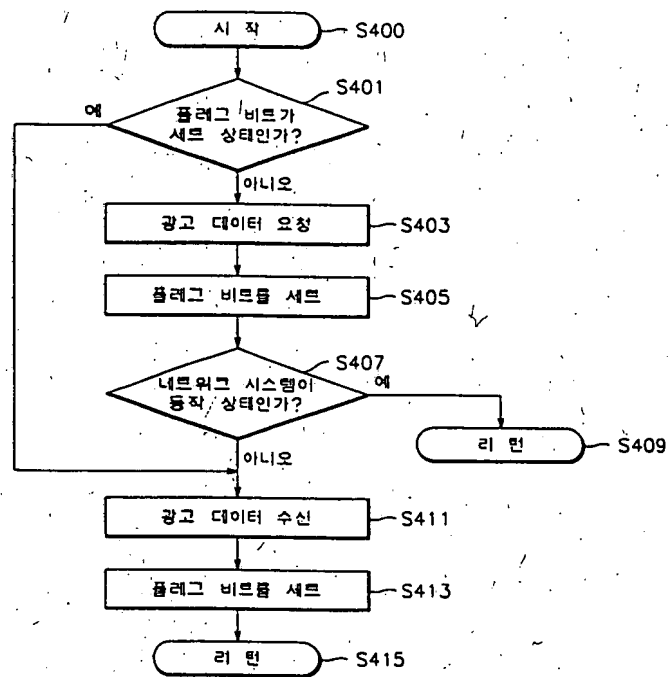 시 작
S400
S401
예
플레그 비트가
세트 상태인가?
아니오
광고 데이터 요청
S403
플레그 비트를 세트
S405
S407
네트워크 시스템이
동작 상태인가?
예
리 턴
S409
아니오
광고 데이터 수신
S411
플레그 비트를 세트
S413
리 턴
S415